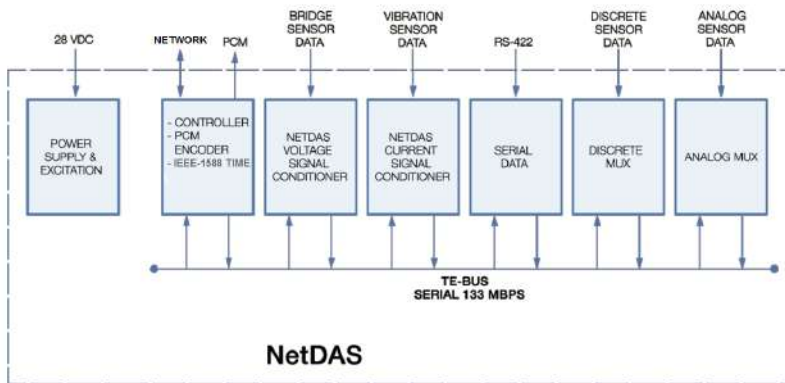 28 VDC
NETWORK
PCM
BRIDGE
SENSOR
DATA
VIBRATION
SENSOR
DATA
RS-422
DISCRETE
SENSOR
DATA
ANALOG
SENSOR
DATA
POWER
SUPPLY &
EXCITATION
- CONTROLLER
- PCM
ENCODER
- IEEE-1588 TIME
NETDAS
VOLTAGE
SIGNAL
CONDITIONER
NETDAS
CURRENT
SIGNAL
CONDITIONER
SERIAL
DATA
DISCRETE
MUX
ANALOG MUX
TE-BUS
SERIAL 133 MBPS
NetDAS